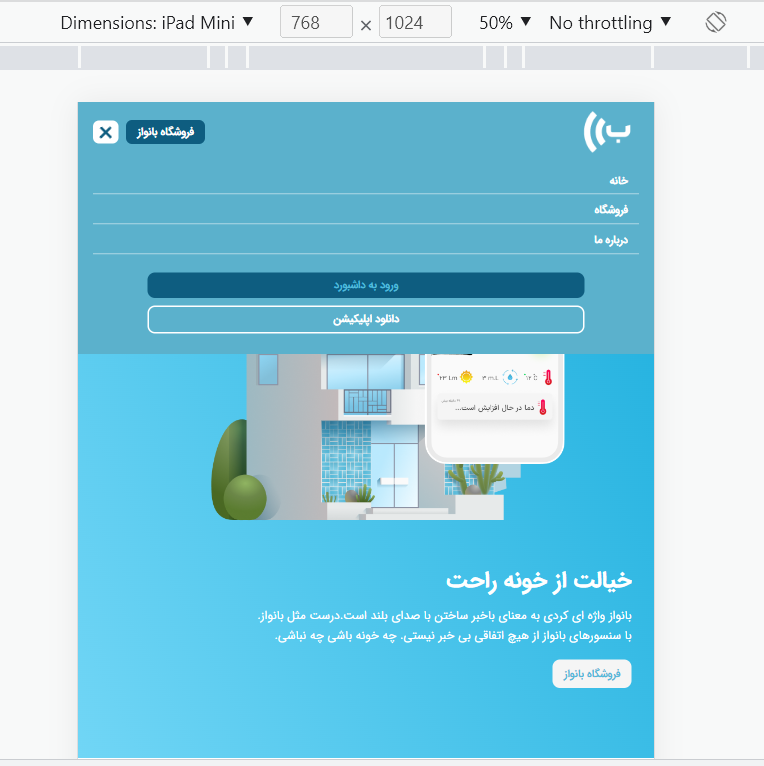 Dimensions: iPad Mini ▼ 768 × 1024 50% ▼ No throttling ▼
ب
فروشگاه بانواز
خانه
فروشگاه
درباره ما
ورود به داشبورد
دانلود اپلیکیشن
دما در حال افزایش است...
خیالت از خونه راحت
بانواز واژه ای کردی به معنای باخبر ساختن با صدای بلند است.درست مثل بانواز.
با سنسورهای بانواز از هیچ اتفاقی بی خبر نیستی. چه خونه باشی چه نباشی.
فروشگاه بانواز